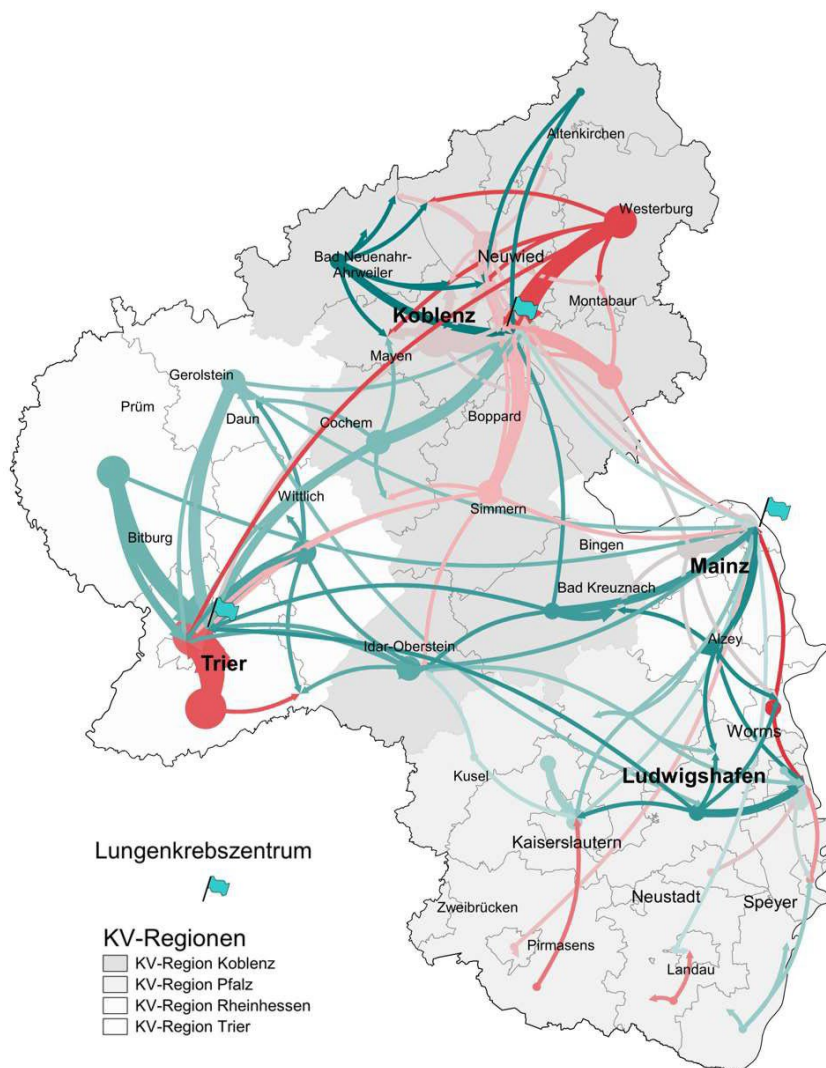 Altenkirchen
Westerburg
Bad Neuenahr-
Ahrweiler
Neuwied
Koblenz
Montabaur
Mayen
Gerolstein
Prüm
Daun
Cochem
Boppard
Wittlich
Simmern
Bitburg
Bingen
Mainz
Bad Kreuznach
Trier
Idar-Oberstein
Alzey
Worms
Kusel
Ludwigshafen
Kaiserslautern
Lungenkrebszentrum
Neustadt
Speyer
Zweibrücken
Pirmasens
Landau
KV-Regionen
KV-Region Koblenz
KV-Region Pfalz
KV-Region Rheinhessen
KV-Region Trier